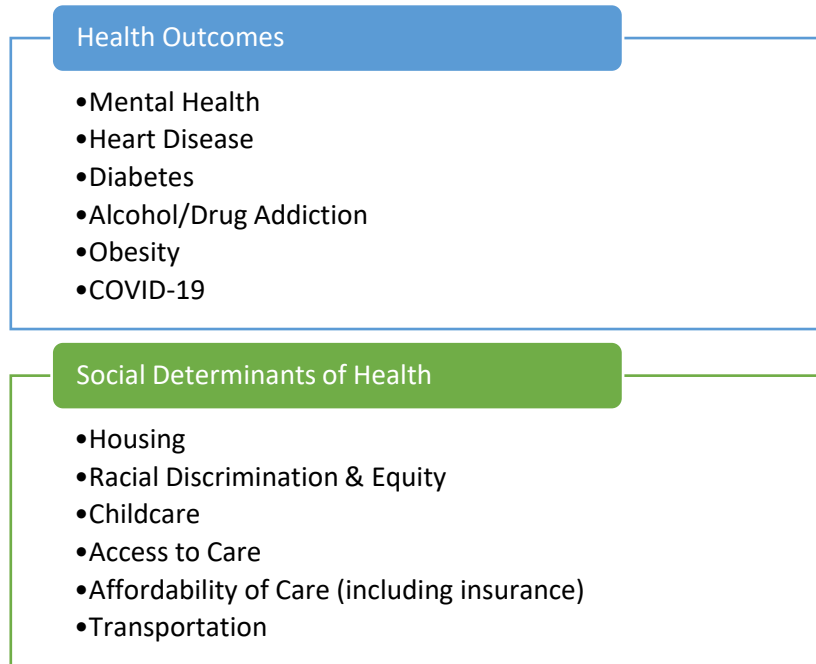 Health Outcomes
•Mental Health
•Heart Disease
•Diabetes
•Alcohol/Drug Addiction
•Obesity
•COVID-19
Social Determinants of Health
•Housing
•Racial Discrimination & Equity
•Childcare
•Access to Care
•Affordability of Care (including insurance)
•Transportation